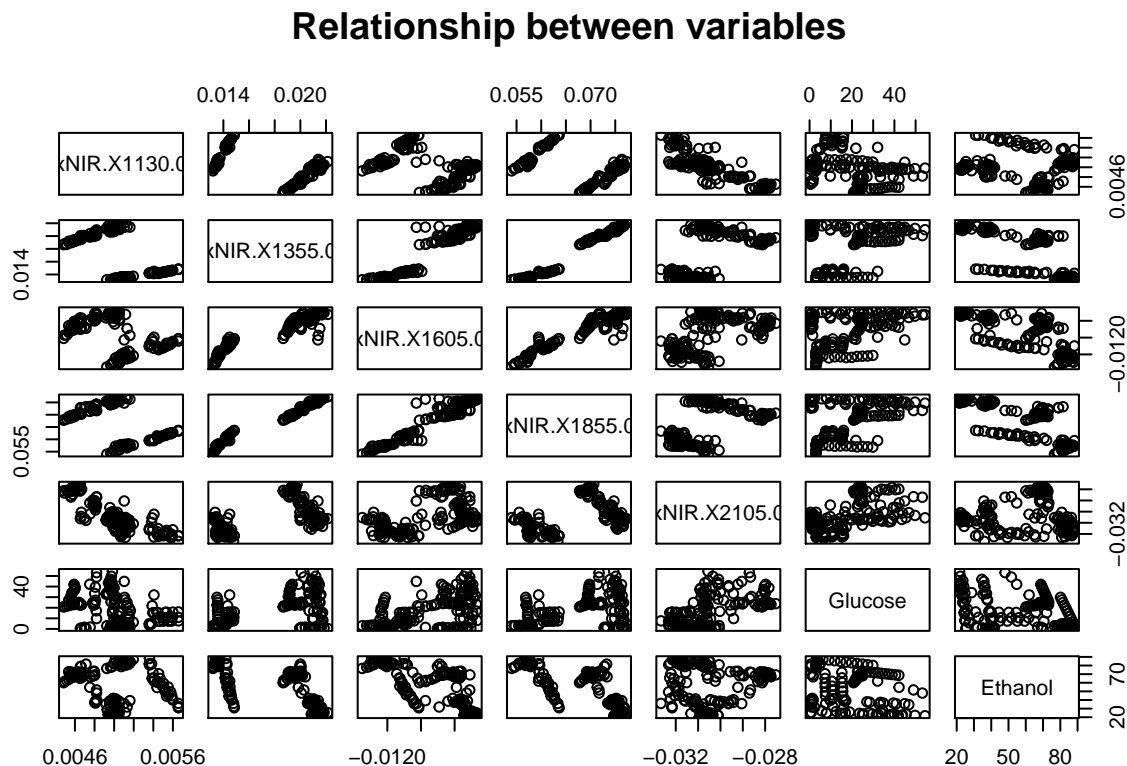 Relationship between variables
0.014 0.020 0.055 0.070 0 20 40
xNIR.X1130.0
0.0046
0.014
xNIR.X1355.0
xNIR.X1605.0
−0.0120
0.055
xNIR.X1855.0
xNIR.X2105.0
−0.032
0 40
Glucose
Ethanol
20 70
0.0046 0.0056 −0.0120 −0.032 −0.028 20 50 80